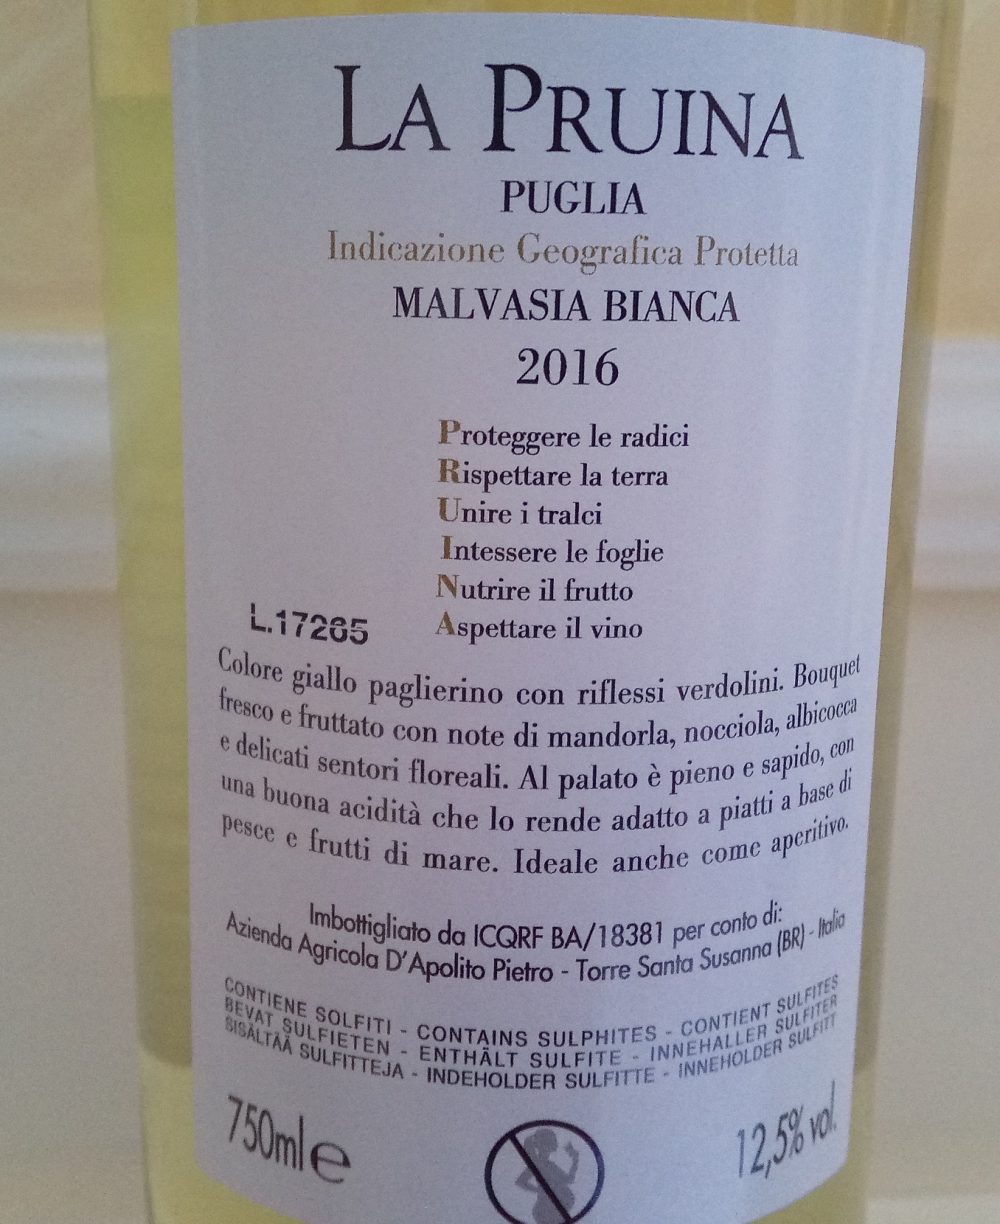 LA PRUINA
PUGLIA
Indicazione Geografica Protetta
MALVASIA BIANCA
2016
Proteggere le radici
Rispettare la terra
Unire i tralci
Intessere le foglie
Nutrire il frutto
Aspettare il vino
L.17285
Colore giallo paglierino con riflessi verdolini. Bouquet
fresco e fruttato con note di mandorla, nocciola, albicocca
e delicati sentori floreali. Al palato è pieno e sapido, con
una buona acidità che lo rende adatto a piatti a base di
pesce e frutti di mare. Ideale anche come aperitivo.
Imbottigliato da ICQRF BA/18381 per conto di:
Azienda Agricola D'Apolito Pietro - Torre Santa Susanna (BR) - Italia
CONTIENE SOLFITI - CONTAINS SULPHITES - CONTIENT SULFITES
BEVAT SULFIETEN - ENTHÄLT SULFITE - INNEHALLER SULFITER
SISÄLTÄÄ SULFITTEJA - INDEHOLDER SULFITTE - INNEHOLDER SULFITT
750ml e
12,5% vol.